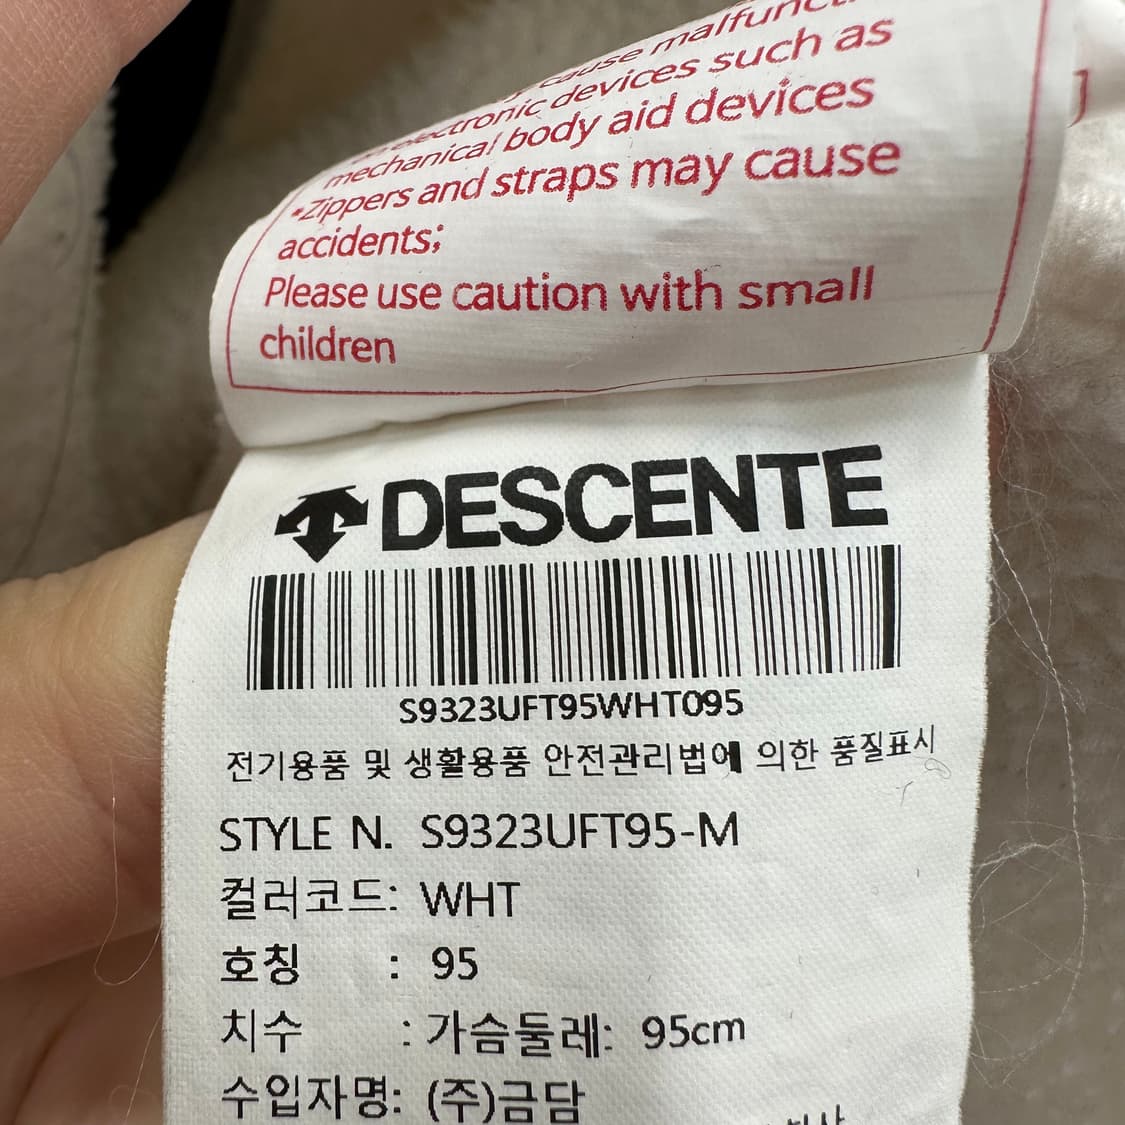 cause malfunct
electronic devices such as
mechanical body aid devices
*Zippers and straps may cause
accidents;
Please use caution with small
children
DESCENTE
S9323UFT95WHT095
전기용품 및 생활용품 안전관리법에 의한 품질표시
STYLE N. S9323UFT95-M
컬러코드: WHT
호칭 : 95
치수 : 가슴둘레: 95cm
수입자명: (주)금담